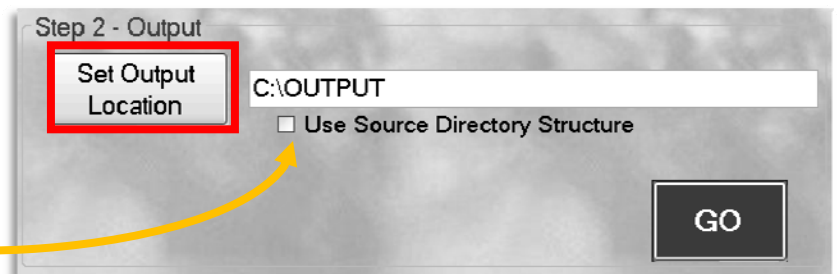 Step 2 - Output
Set Output
Location
C:\OUTPUT
Use Source Directory Structure
GO